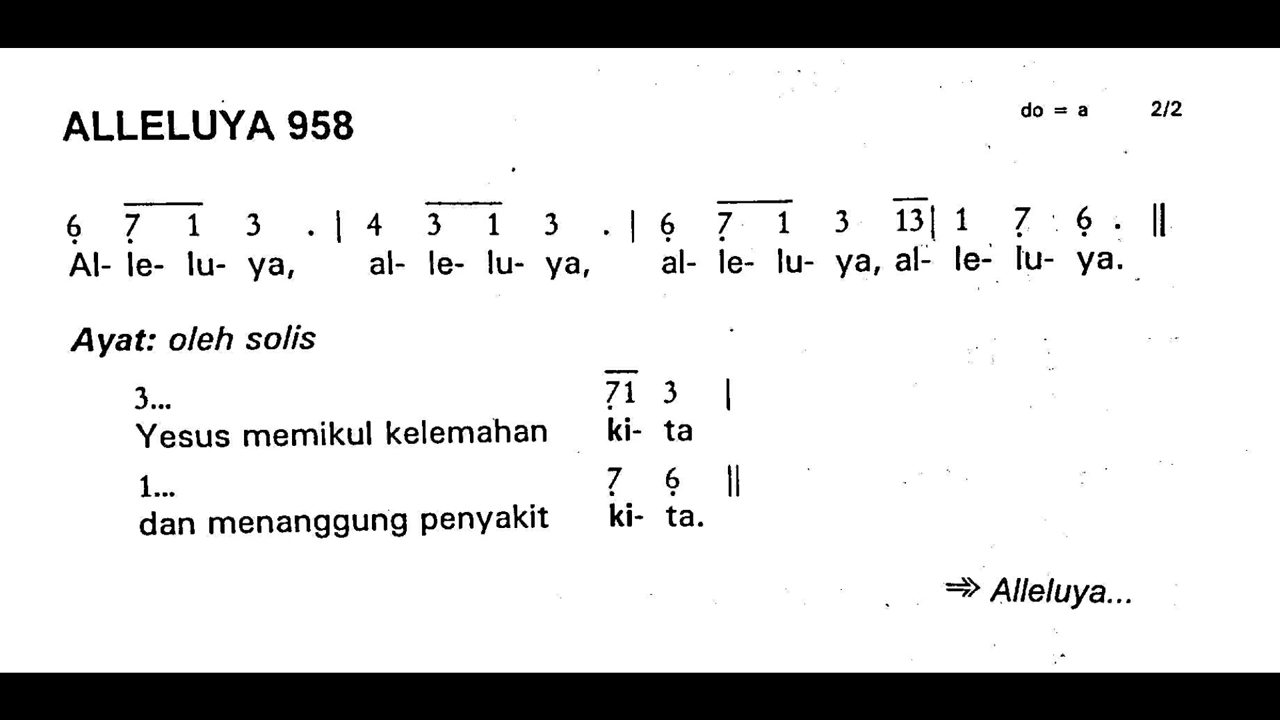 ALLELUYA 958 do = a 2/2
6̣ 7̣ 1 3 . | 4 3 1 3 . | 6̣ 7̣ 1 3 13 | 1 7̣ 6̣ . ||
Al- le- lu- ya, al- le- lu- ya, al- le- lu- ya, al- le- lu- ya.
Ayat: oleh solis
3... 7̣1 3 |
Yesus memikul kelemahan ki- ta
1... 7̣ 6̣ ||
dan menanggung penyakit ki- ta.
⇒ Alleluya...